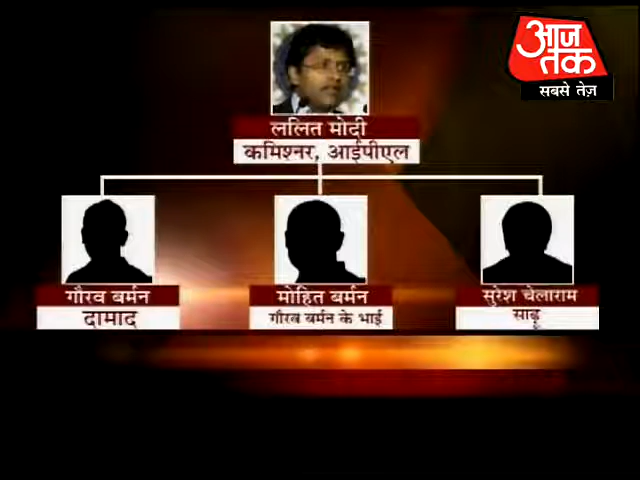 आज
तक
सबसे तेज़
ललित मोदी
कमिश्नर, आईपीएल
गौरव बर्मन
दामाद
मोहित बर्मन
गौरव बर्मन के भाई
सुरेश चेलाराम
साढ़ू